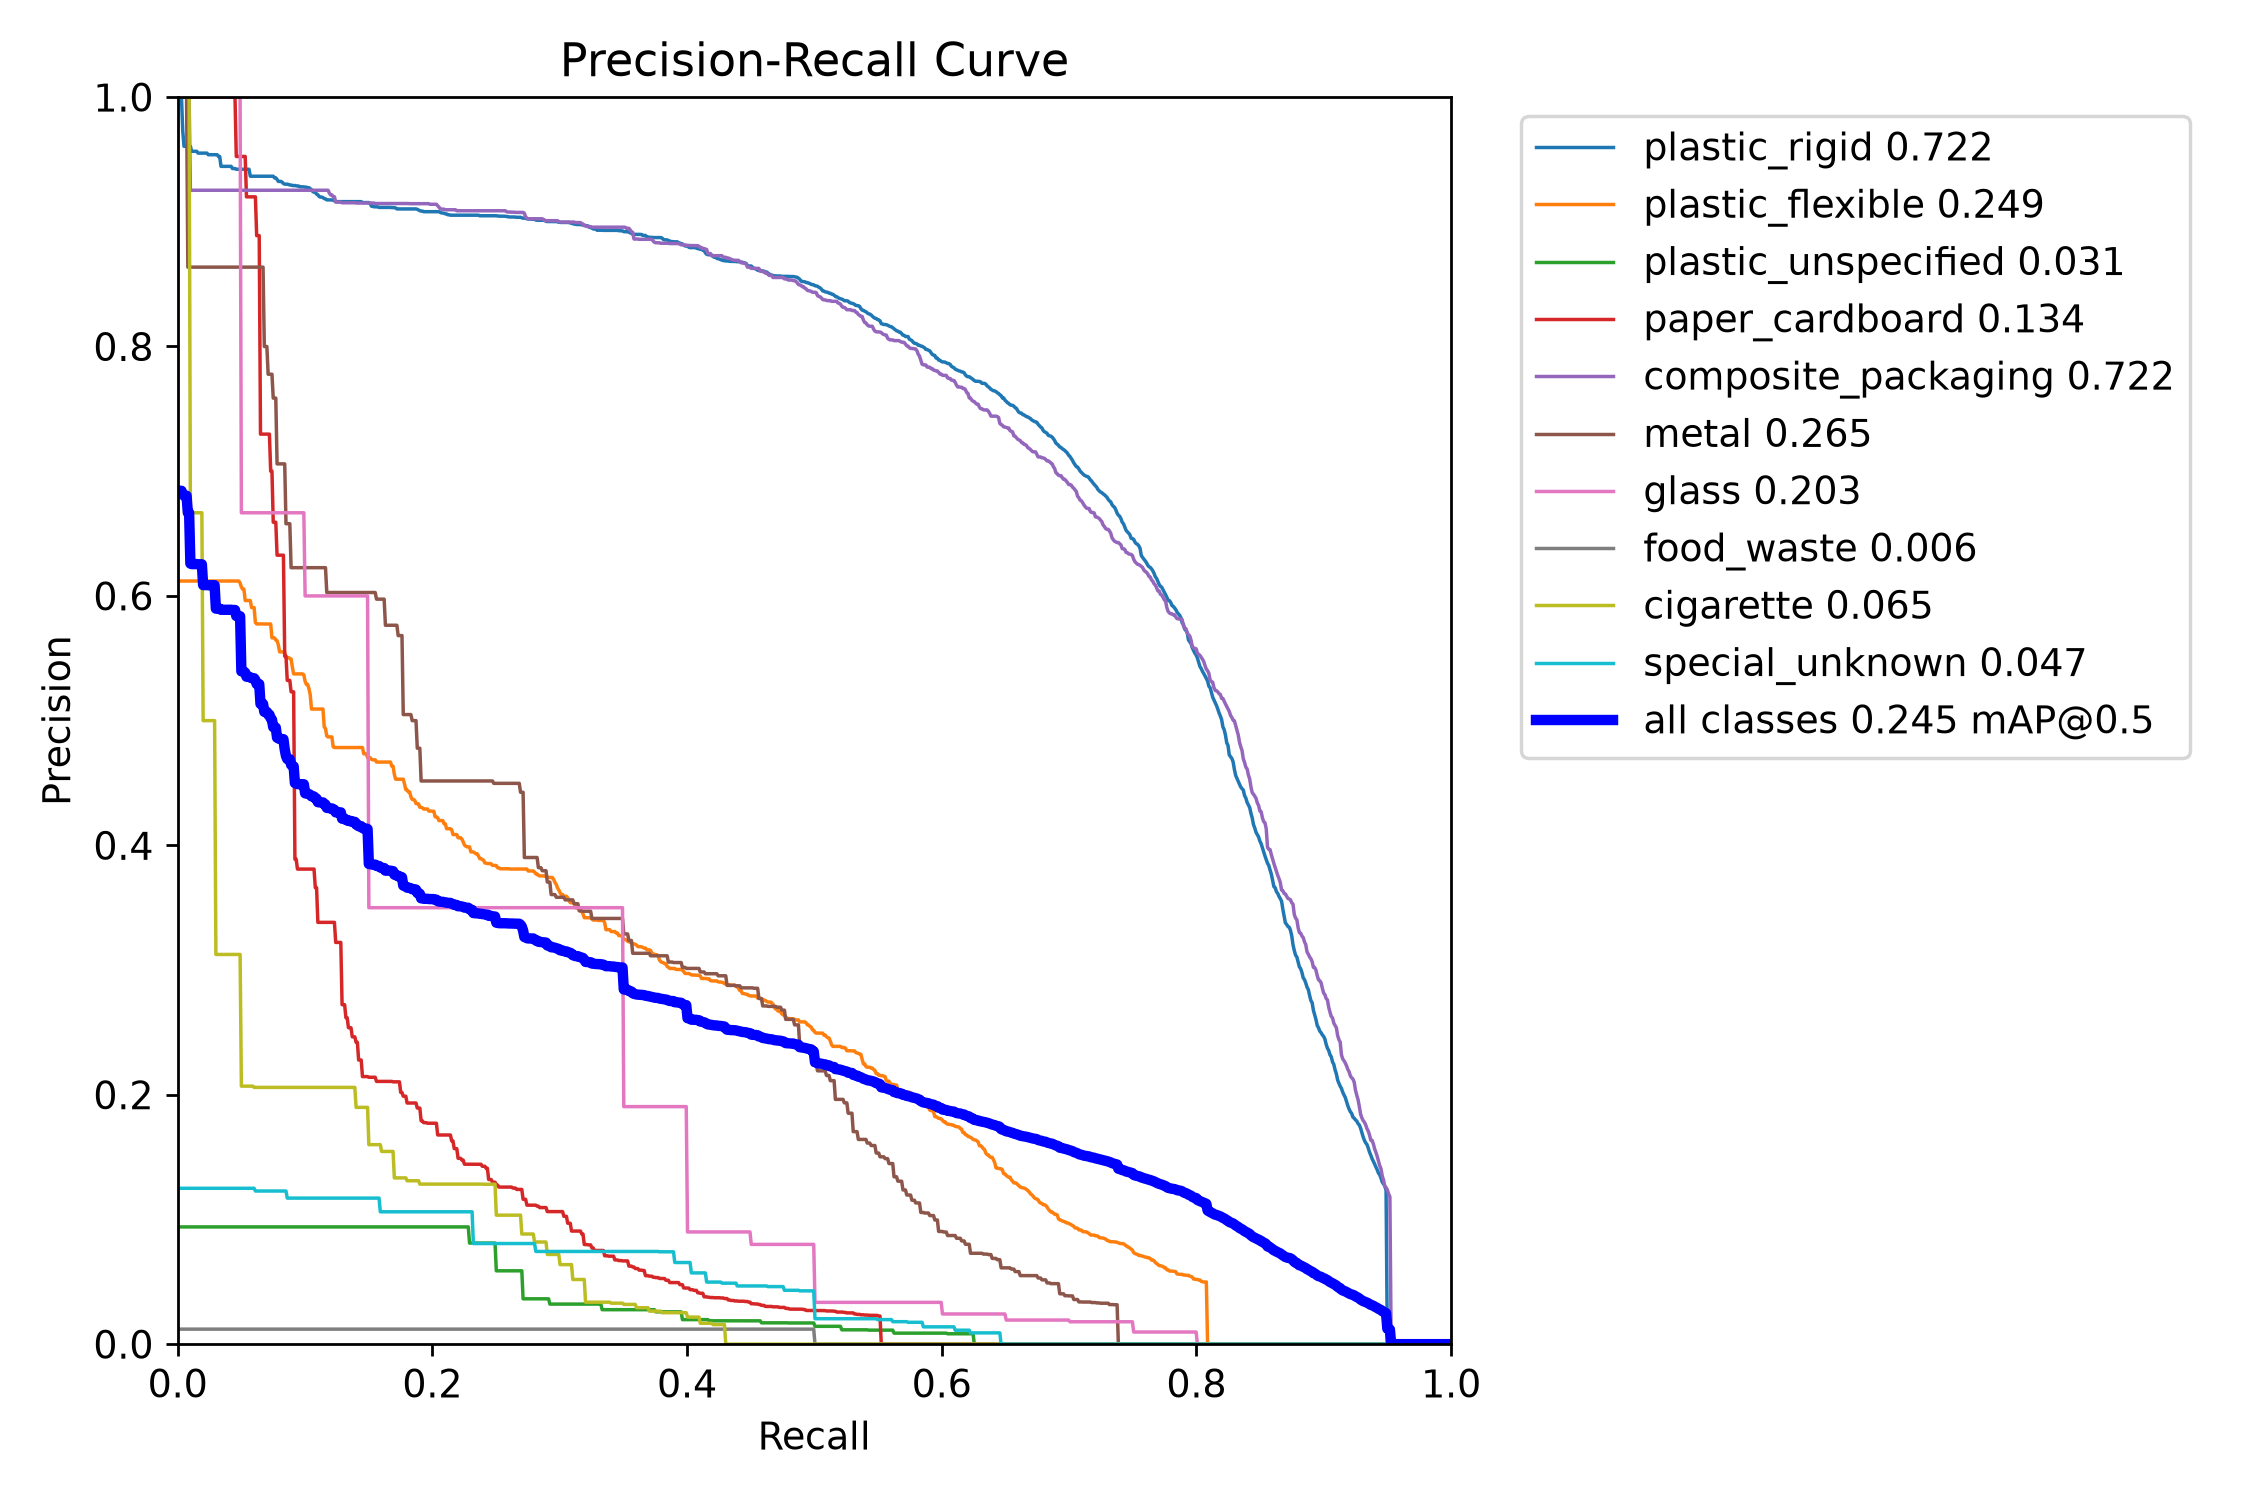 Precision-Recall Curve
1.0
0.8
0.6
0.4
0.2
0.0
Precision
0.0 0.2 0.4 0.6 0.8 1.0
Recall
plastic_rigid 0.722
plastic_flexible 0.249
plastic_unspecified 0.031
paper_cardboard 0.134
composite_packaging 0.722
metal 0.265
glass 0.203
food_waste 0.006
cigarette 0.065
special_unknown 0.047
all classes 0.245 mAP@0.5